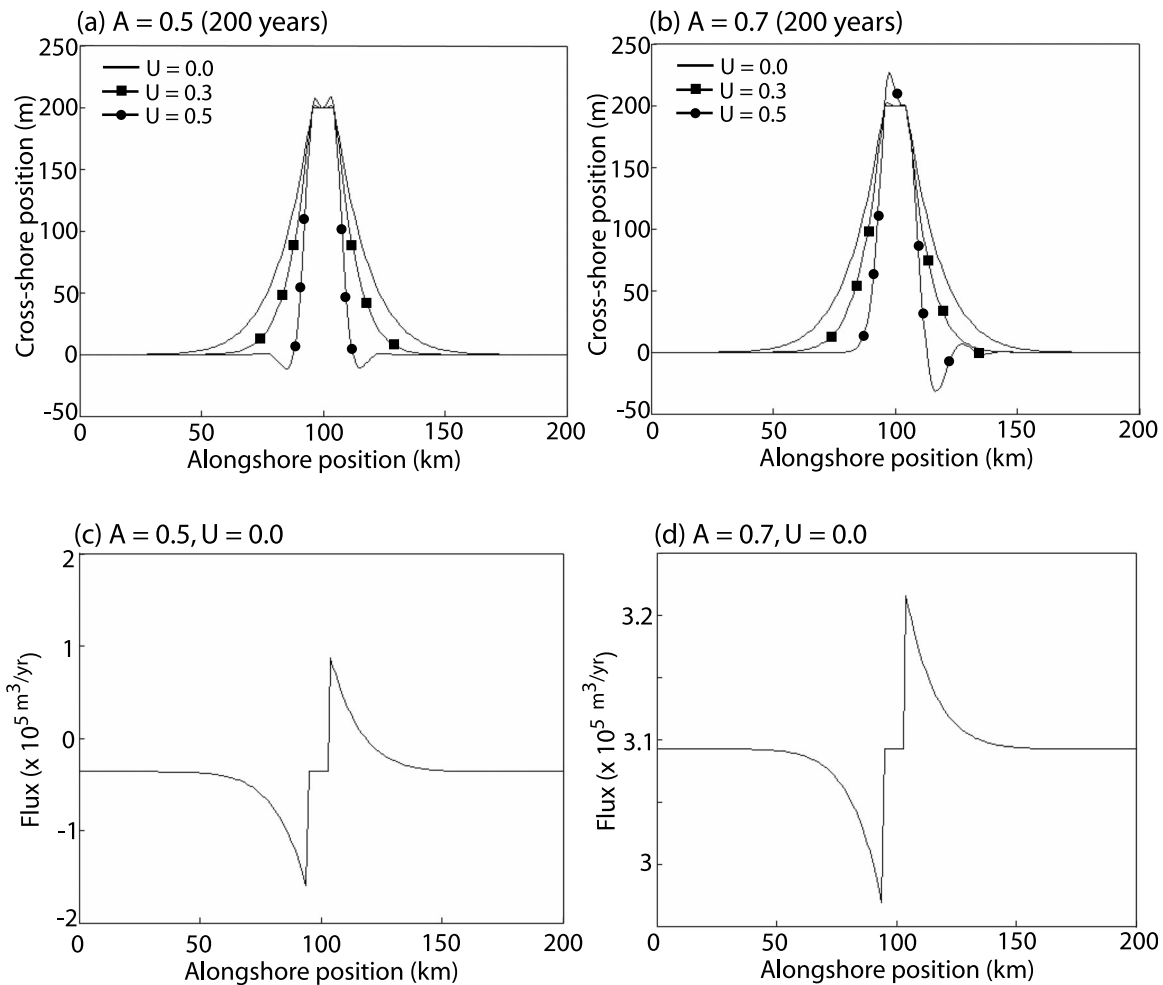 (a) A = 0.5 (200 years)
250
200
150
100
50
0
-50
U = 0.0
U = 0.3
U = 0.5
Cross-shore position (m)
0
50
100
150
200
Alongshore position (km)
(b) A = 0.7 (200 years)
250
200
150
100
50
0
-50
U = 0.0
U = 0.3
U = 0.5
Cross-shore position (m)
0
50
100
150
200
Alongshore position (km)
(c) A = 0.5, U = 0.0
2
1
0
-1
-2
Flux (x 10⁵ m³/yr)
0
50
100
150
200
Alongshore position (km)
(d) A = 0.7, U = 0.0
3.2
3.1
3
Flux (x 10⁵ m³/yr)
0
50
100
150
200
Alongshore position (km)